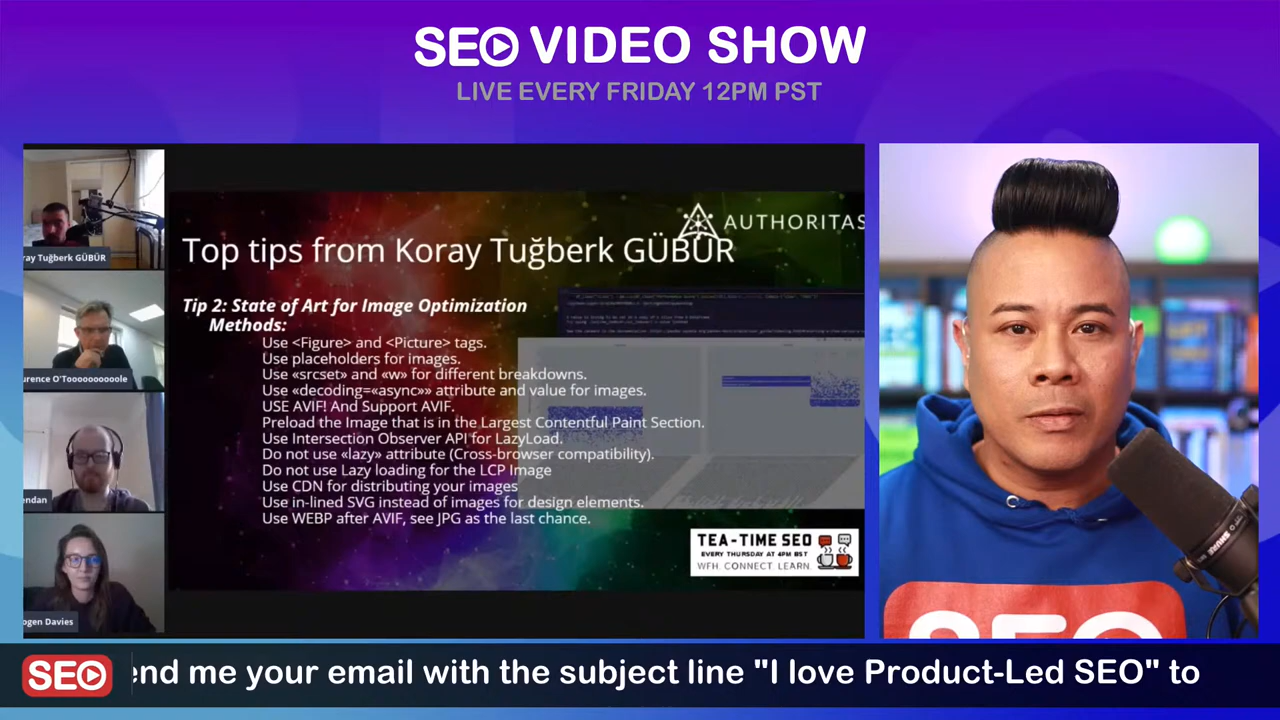 SEO VIDEO SHOW
LIVE EVERY FRIDAY 12PM PST
ray Tuğberk GÜBÜR
urence O'Tooooooooole
endan
ogen Davies
AUTHORITAS
Top tips from Koray Tuğberk GÜBÜR
Tip 2: State of Art for Image Optimization
Methods:
Use <Figure> and <Picture> tags.
Use placeholders for images.
Use «srcset» and «w» for different breakdowns.
Use «decoding=«async»» attribute and value for images.
USE AVIF! And Support AVIF.
Preload the Image that is in the Largest Contentful Paint Section.
Use Intersection Observer API for LazyLoad.
Do not use «lazy» attribute (Cross-browser compatibility).
Do not use Lazy loading for the LCP Image
Use CDN for distributing your images
Use in-lined SVG instead of images for design elements.
Use WEBP after AVIF, see JPG as the last chance.
TEA-TIME SEO
EVERY THURSDAY AT 4PM BST
WFH. CONNECT. LEARN.
SHURE
SEO
SEO
end me your email with the subject line "I love Product-Led SEO" to